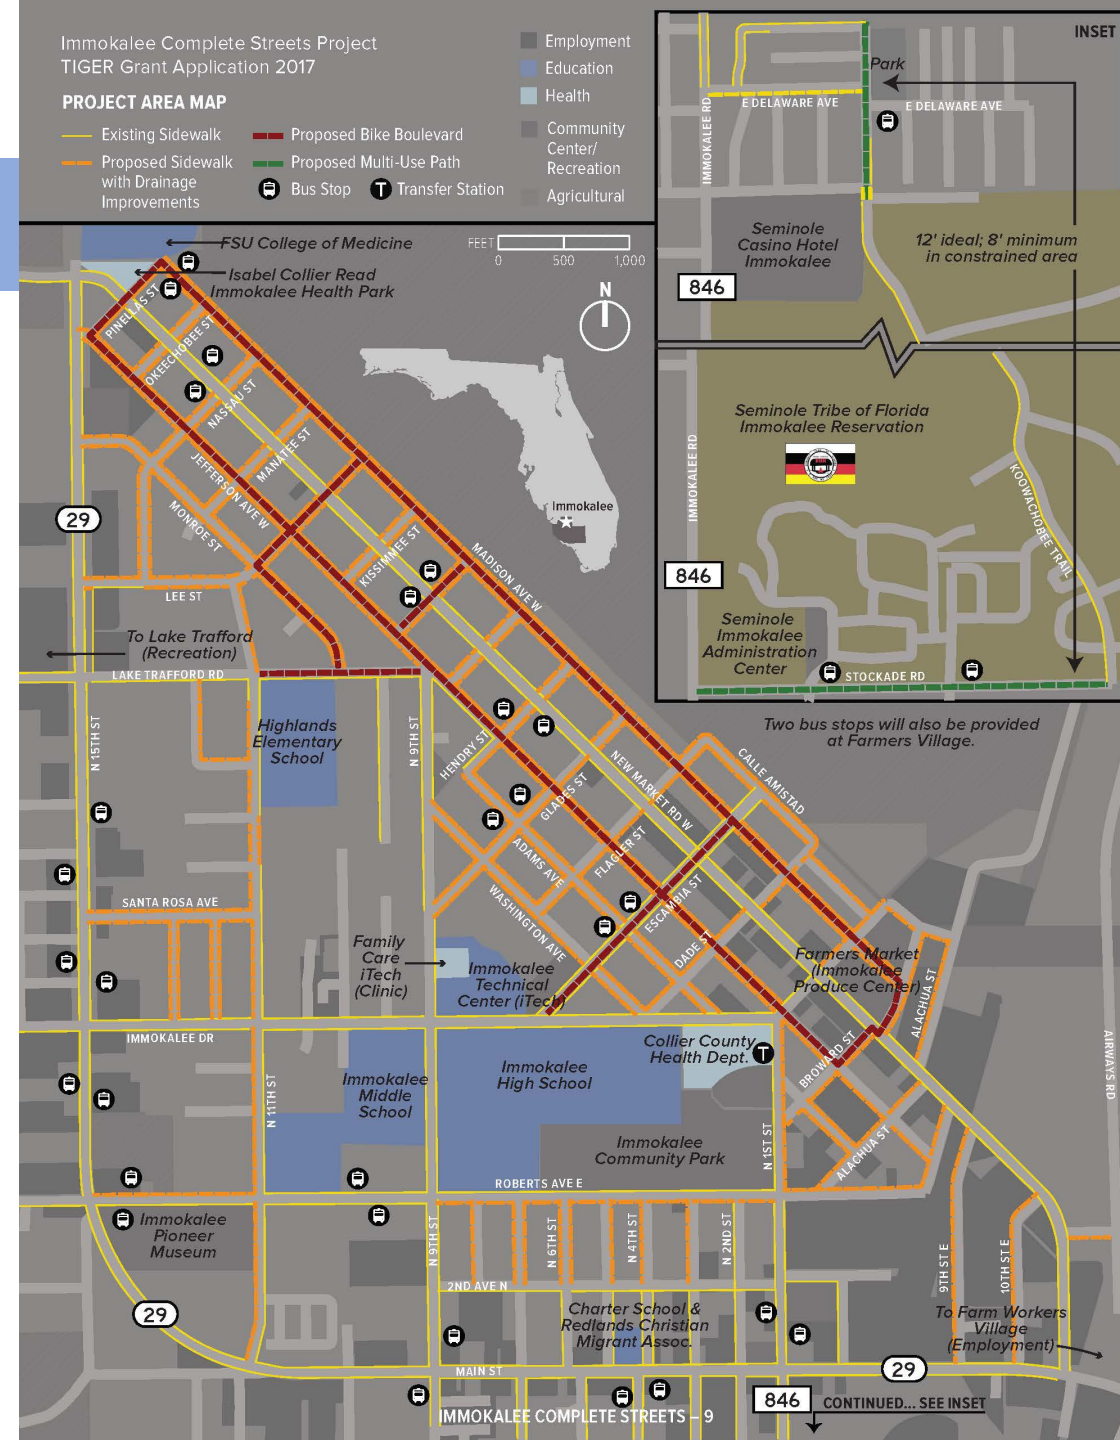 Immokalee Complete Streets Project
TIGER Grant Application 2017
PROJECT AREA MAP
Existing Sidewalk
Proposed Sidewalk
with Drainage
Improvements
Proposed Bike Boulevard
Proposed Multi-Use Path
Bus Stop
T Transfer Station
Employment
Education
Health
Community
Center/
Recreation
Agricultural
INSET
Park
E DELAWARE AVE
E DELAWARE AVE
IMMOKALEE RD
Seminole
Casino Hotel
Immokalee
12' ideal; 8' minimum
in constrained area
846
Seminole Tribe of Florida
Immokalee Reservation
IMMOKALEE RD
KOOWACHOBEE TRAIL
846
Seminole
Immokalee
Administration
Center
STOCKADE RD
Two bus stops will also be provided
at Farmers Village.
FSU College of Medicine
Isabel Collier Read
Immokalee Health Park
FEET
0 500 1,000
N
Immokalee
PINELLAS ST
OKEECHOBEE ST
NASSAU ST
MANATEE ST
JEFFERSON AVE W
MONROE ST
KISSIMMEE ST
MADISON AVE W
29
LEE ST
To Lake Trafford
(Recreation)
LAKE TRAFFORD RD
N 15TH ST
Highlands
Elementary
School
N 9TH ST
HENDRY ST
GLADES ST
NEW MARKET RD W
CALLE AMISTAD
ADAMS AVE
FLAGLER ST
WASHINGTON AVE
ESCAMBIA ST
DADE ST
SANTA ROSA AVE
Family
Care
iTech
(Clinic)
Immokalee
Technical
Center (iTech)
Farmers Market
(Immokalee
Produce Center)
ALACHUA ST
IMMOKALEE DR
Collier County
Health Dept.
T
BROWARD ST
AIRWAYS RD
N 11TH ST
Immokalee
Middle
School
Immokalee
High School
Immokalee
Community Park
N 1ST ST
ALACHUA ST
ROBERTS AVE E
Immokalee
Pioneer
Museum
N 9TH ST
N 6TH ST
N 4TH ST
N 2ND ST
9TH ST E
10TH ST E
2ND AVE N
29
Charter School &
Redlands Christian
Migrant Assoc.
To Farm Workers
Village
(Employment)
MAIN ST
29
846
CONTINUED... SEE INSET
IMMOKALEE COMPLETE STREETS – 9